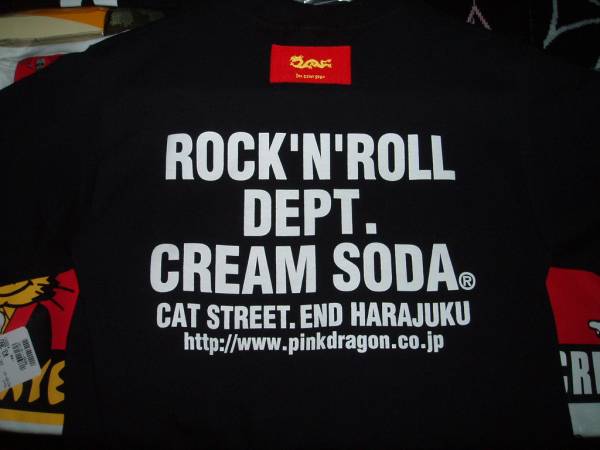 ROCK'N'ROLL
DEPT.
CREAM SODA®
CAT STREET. END HARAJUKU
http://www.pinkdragon.co.jp